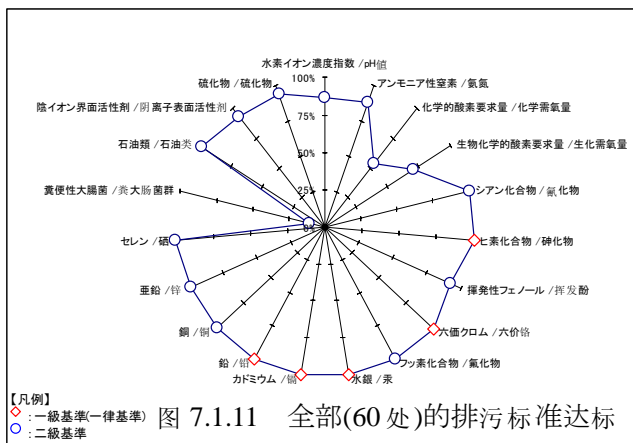 水素イオン濃度指数 /pH値
硫化物 /硫化物
100%
アンモニア性窒素 /氨氮
陰イオン界面活性剤 /阴离子表面活性剂
化学的酸素要求量 /化学需氧量
75%
石油類 /石油类
50%
生物化学的酸素要求量 /生化需氧量
糞便性大腸菌 /粪大肠菌群
25%
シアン化合物 /氰化物
0%
セレン /硒
ヒ素化合物 /砷化物
亜鉛 /锌
揮発性フェノール /挥发酚
銅 /铜
六価クロム /六价铬
鉛 /铅
フッ素化合物 /氟化物
カドミウム /镉
水銀 /汞
【凡例】
◇ : 一級基準(一律基準)
○ : 二級基準
图 7.1.11 全部(60 处)的排污标准达标